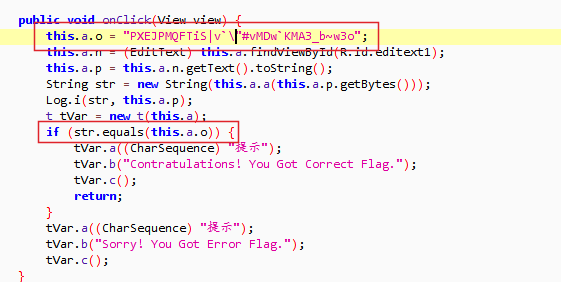 public void onClick(View view) {
this.a.o = "PXEJPMQFTiS|v`\"#vMDw`KMA3_b~w3o";
this.a.n = (EditText) this.a.findViewById(R.id.editext1);
this.a.p = this.a.n.getText().toString();
String str = new String(this.a.a(this.a.p.getBytes()));
Log.i(str, this.a.p);
t tVar = new t(this.a);
if (str.equals(this.a.o)) {
tVar.a((CharSequence) "提示");
tVar.b("Contratulations! You Got Correct Flag.");
tVar.c();
return;
}
tVar.a((CharSequence) "提示");
tVar.b("Sorry! You Got Error Flag.");
tVar.c();
}